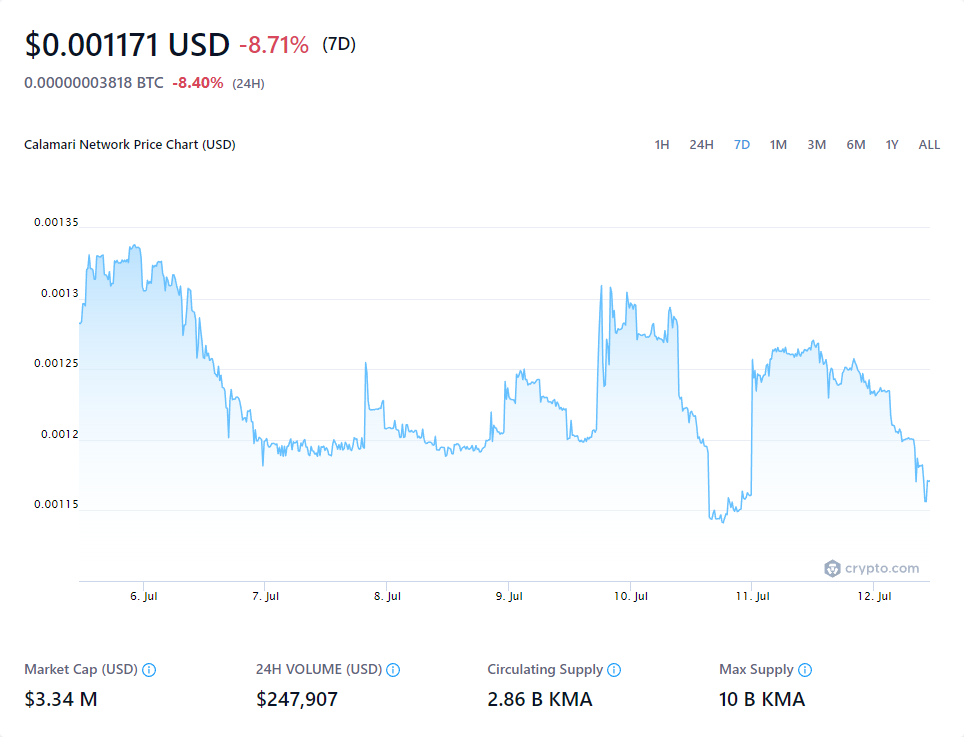 $0.001171 USD -8.71% (7D)
0.00000003818 BTC -8.40% (24H)
Calamari Network Price Chart (USD) 1H 24H 7D 1M 3M 6M 1Y ALL
0.00135
0.0013
0.00125
0.0012
0.00115
crypto.com
6. Jul 7. Jul 8. Jul 9. Jul 10. Jul 11. Jul 12. Jul
Market Cap (USD) 24H VOLUME (USD) Circulating Supply Max Supply
$3.34 M $247,907 2.86 B KMA 10 B KMA